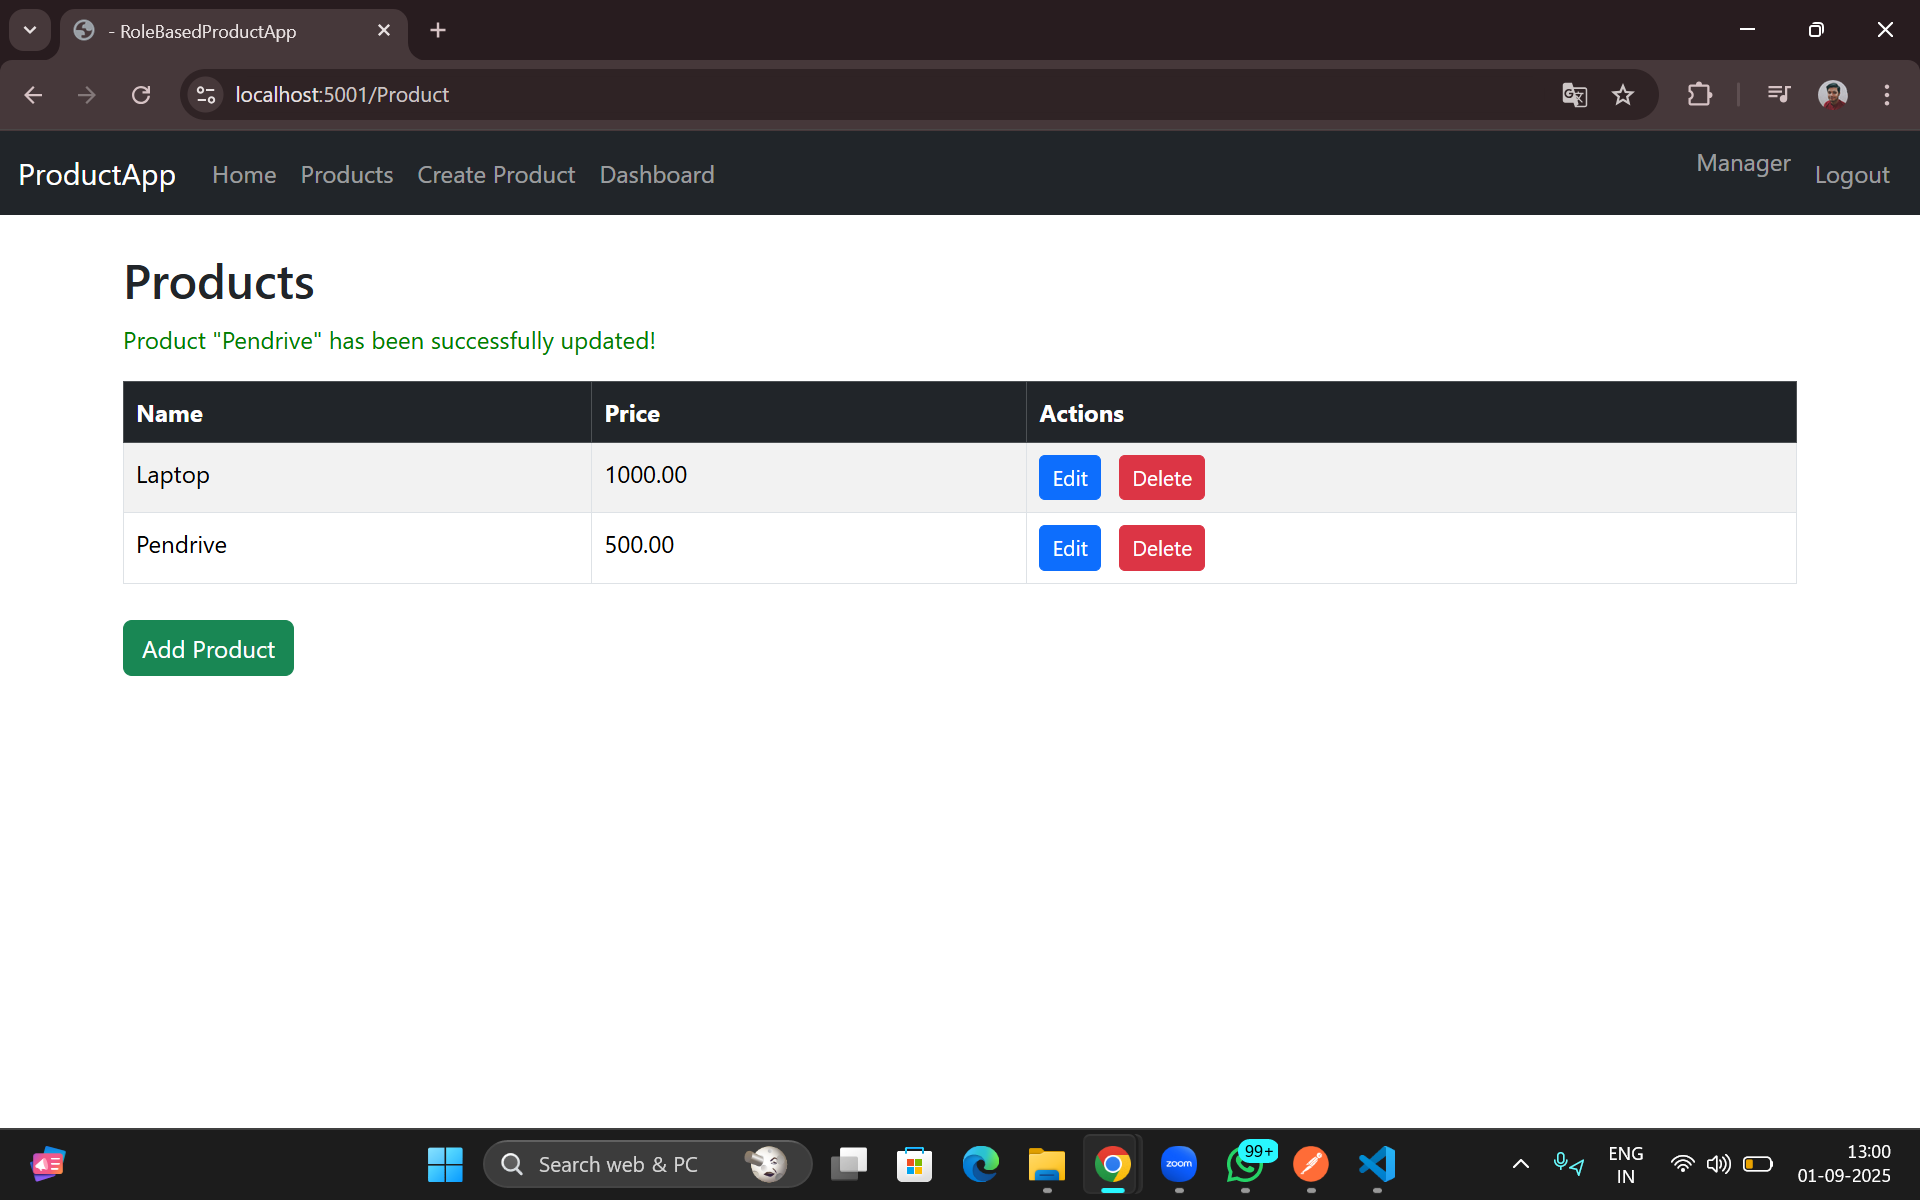 - RoleBasedProductApp
localhost:5001/Product
ProductApp Home Products Create Product Dashboard Manager Logout
Products
Product "Pendrive" has been successfully updated!
Name Price Actions
Laptop 1000.00 Edit Delete
Pendrive 500.00 Edit Delete
Add Product
Search web & PC
zoom
99+
ENG
IN
13:00
01-09-2025